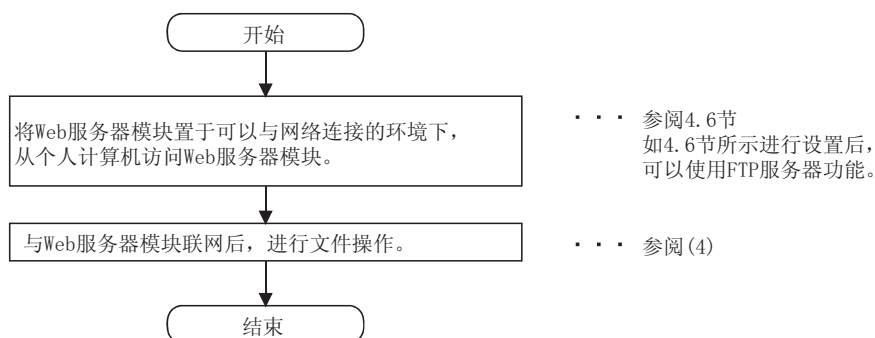 开始
将Web服务器模块置于可以与网络连接的环境下，
从个人计算机访问Web服务器模块。
··· 参阅4.6节
如4.6节所示进行设置后，
可以使用FTP服务器功能。
与Web服务器模块联网后，进行文件操作。
··· 参阅(4)
结束